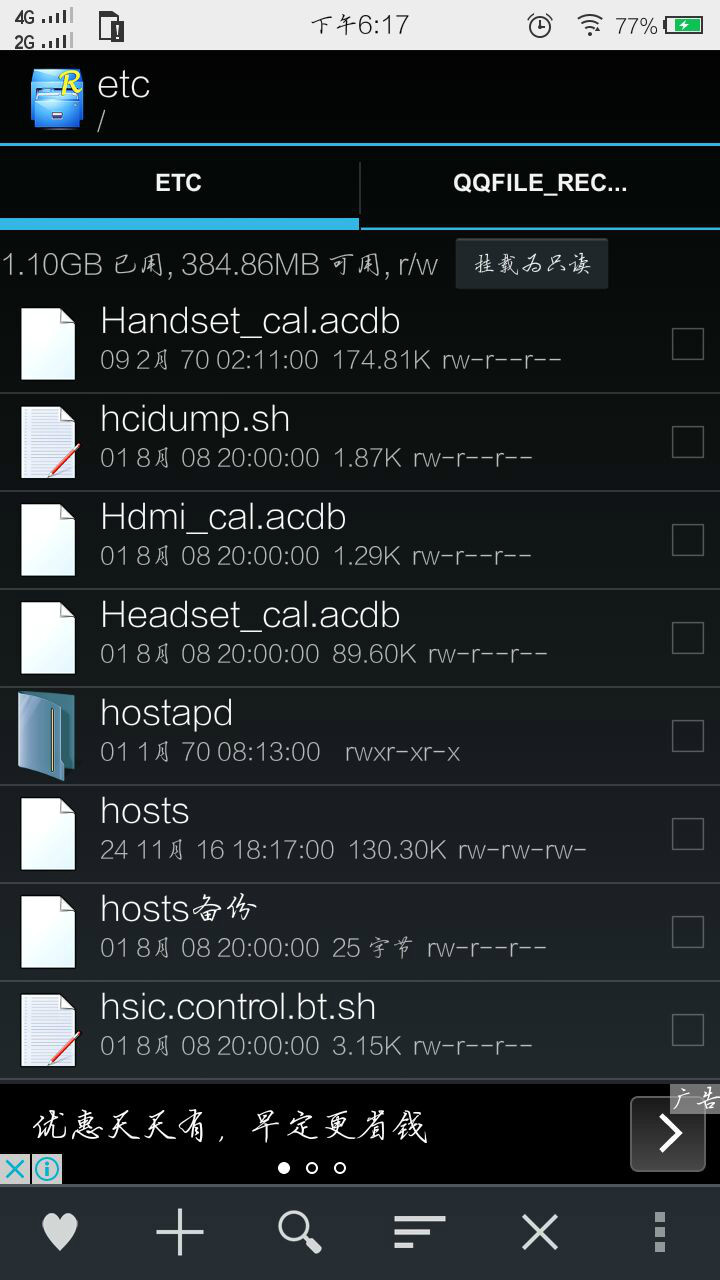 4G
2G
下午6:17
77%
R
etc
/
ETC
QQFILE_REC...
1.10GB 已用, 384.86MB 可用, r/w
挂载为只读
Handset_cal.acdb
09 2月 70 02:11:00 174.81K rw-r--r--
hcidump.sh
01 8月 08 20:00:00 1.87K rw-r--r--
Hdmi_cal.acdb
01 8月 08 20:00:00 1.29K rw-r--r--
Headset_cal.acdb
01 8月 08 20:00:00 89.60K rw-r--r--
hostapd
01 1月 70 08:13:00 rwxr-xr-x
hosts
24 11月 16 18:17:00 130.30K rw-rw-rw-
hosts备份
01 8月 08 20:00:00 25 字节 rw-r--r--
hsic.control.bt.sh
01 8月 08 20:00:00 3.15K rw-r--r--
广告
优惠天天有，早定更省钱